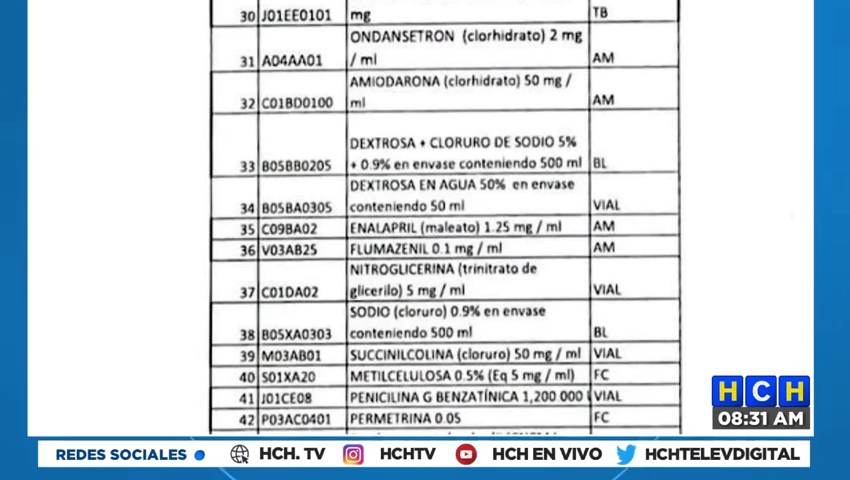 30 J01EE0101 mg TB
ONDANSETRON (clorhidrato) 2 mg
31 A04AA01 / ml AM
AMIODARONA (clorhidrato) 50 mg /
32 C01BD0100 ml AM
DEXTROSA + CLORURO DE SODIO 5%
33 B05BB0205 + 0.9% en envase conteniendo 500 ml BL
DEXTROSA EN AGUA 50% en envase
34 B05BA0305 conteniendo 50 ml VIAL
35 C09BA02 ENALAPRIL (maleato) 1.25 mg / ml AM
36 V03AB25 FLUMAZENIL 0.1 mg / ml AM
NITROGLICERINA (trinitrato de
37 C01DA02 glicerilo) 5 mg / ml VIAL
SODIO (cloruro) 0.9% en envase
38 B05XA0303 conteniendo 500 ml BL
39 M03AB01 SUCCINILCOLINA (cloruro) 50 mg / ml VIAL
40 S01XA20 METILCELULOSA 0.5% (Eq 5 mg / ml) FC
41 J01CE08 PENICILINA G BENZATÍNICA 1,200 000 VIAL
42 P03AC0401 PERMETRINA 0.05 FC
HCH
08:31 AM
REDES SOCIALES HCH. TV HCHTV HCH EN VIVO HCHTELEVDIGITAL